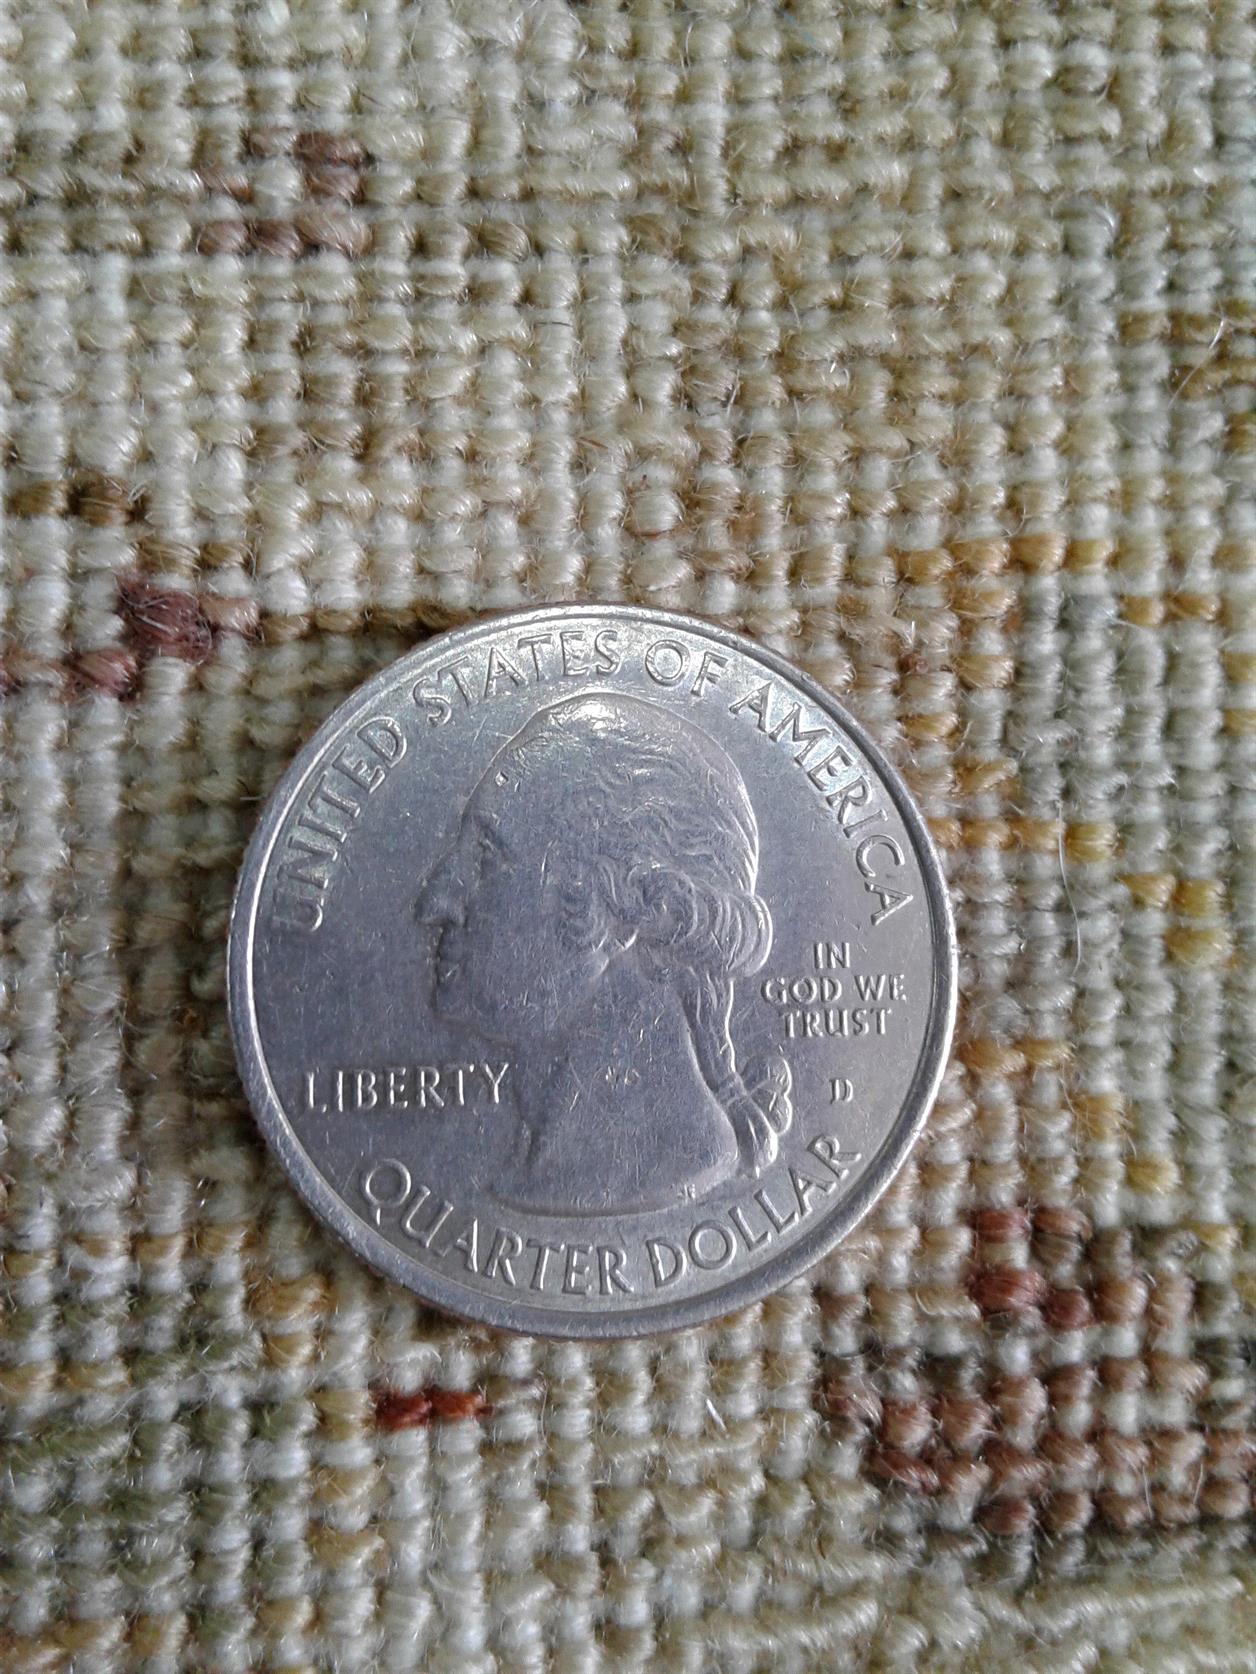 UNITED STATES OF AMERICA
IN
GOD WE
TRUST
LIBERTY
D
QUARTER DOLLAR